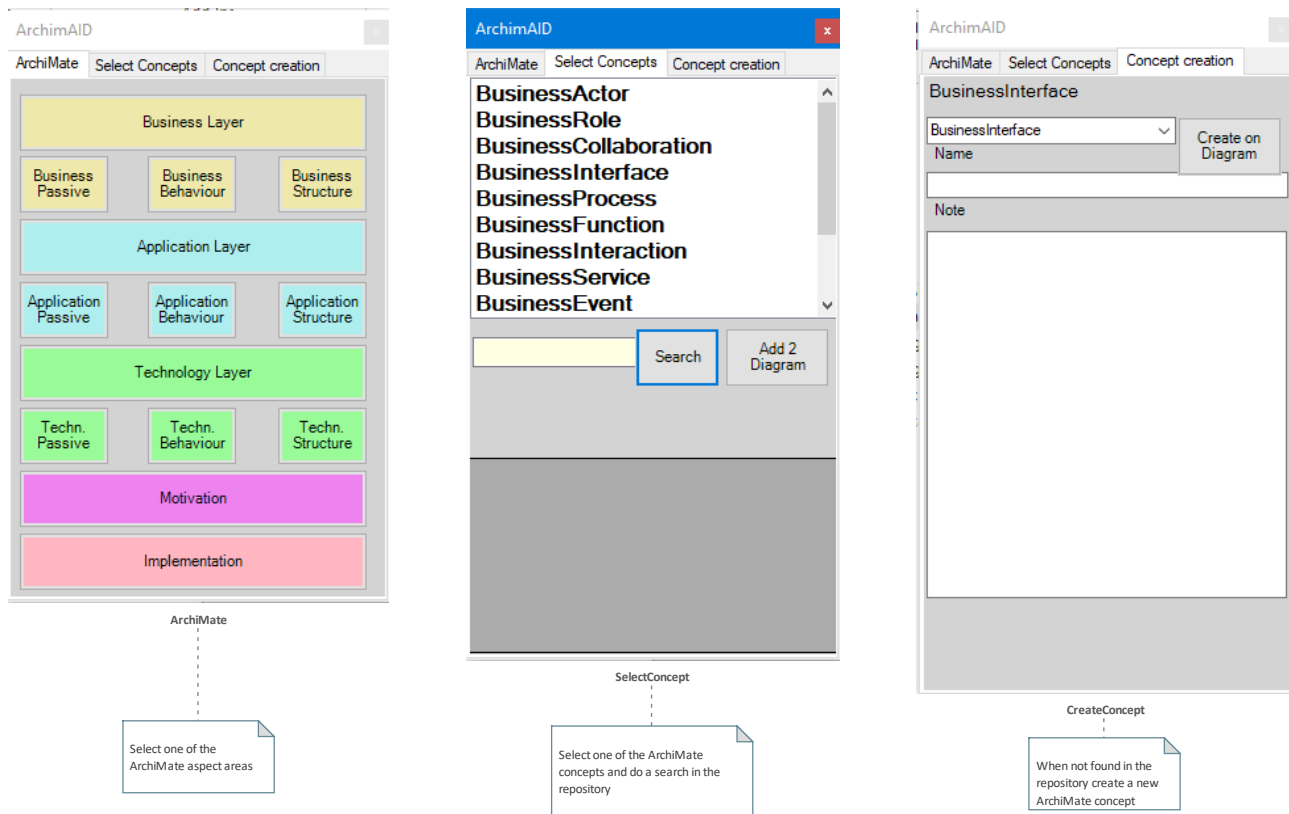 ArchimAID
x
ArchiMate Select Concepts Concept creation
Business Layer
Business
Passive
Business
Behaviour
Business
Structure
Application Layer
Application
Passive
Application
Behaviour
Application
Structure
Technology Layer
Techn.
Passive
Techn.
Behaviour
Techn.
Structure
Motivation
Implementation
ArchiMate
Select one of the
ArchiMate aspect areas
ArchimAID
x
ArchiMate Select Concepts Concept creation
BusinessActor
BusinessRole
BusinessCollaboration
BusinessInterface
BusinessProcess
BusinessFunction
BusinessInteraction
BusinessService
BusinessEvent
Search
Add 2
Diagram
SelectConcept
Select one of the ArchiMate
concepts and do a search in the
repository
ArchimAID
x
ArchiMate Select Concepts Concept creation
BusinessInterface
BusinessInterface
Create on
Diagram
Name
Note
CreateConcept
When not found in the
repository create a new
ArchiMate concept